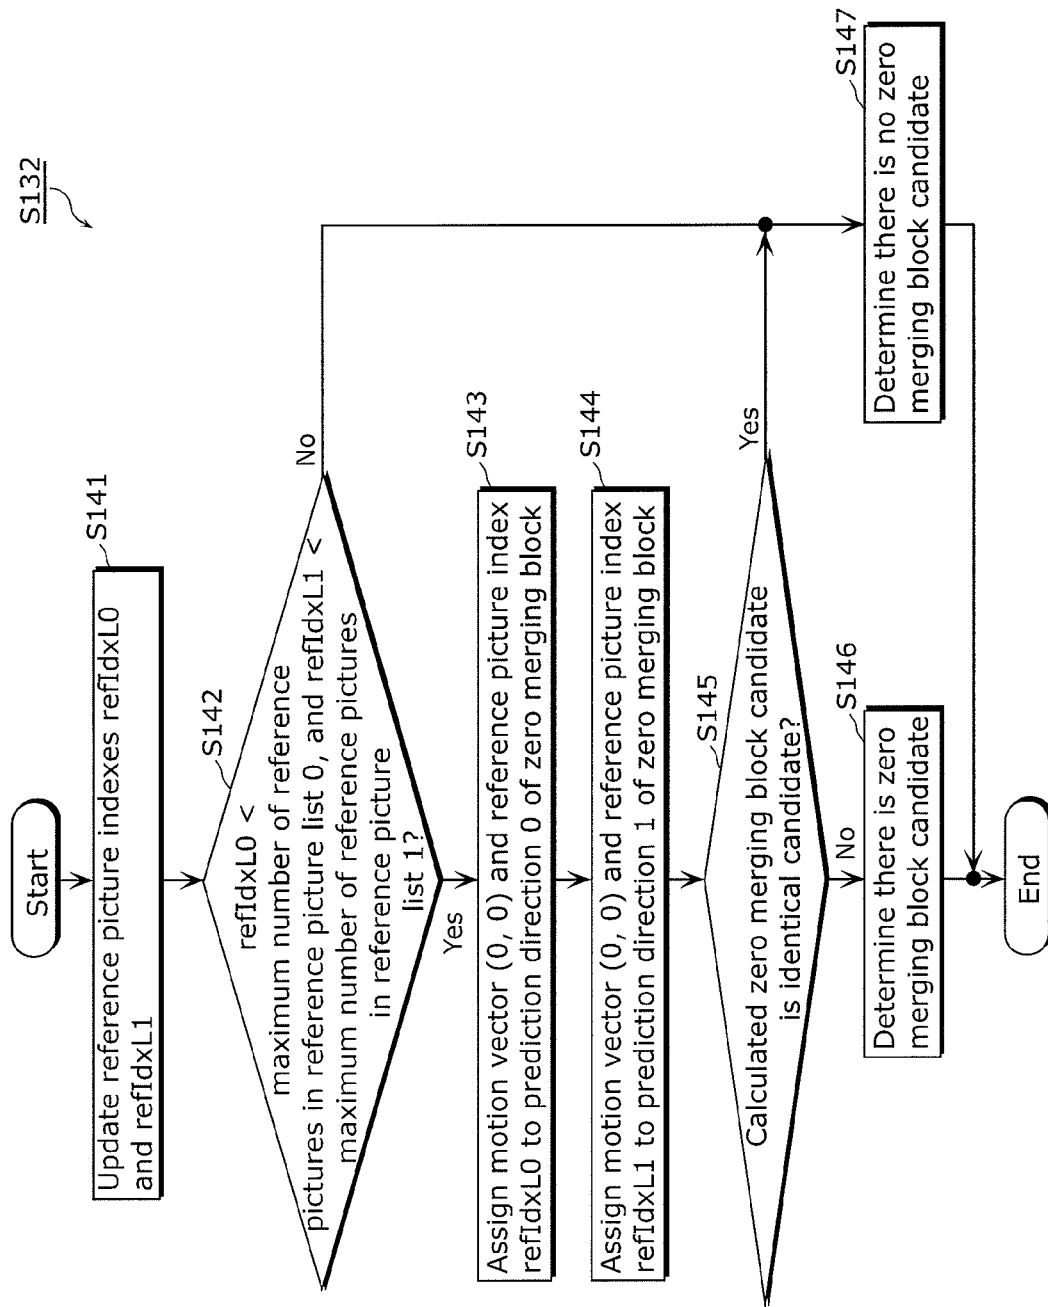 S132
Start
S141
Update reference picture indexes refIdxL0
and refIdxL1
S142
refIdxL0 <
maximum number of reference
pictures in reference picture list 0, and refIdxL1 <
maximum number of reference pictures
in reference picture
list 1?
No
Yes
S143
Assign motion vector (0, 0) and reference picture index
refIdxL0 to prediction direction 0 of zero merging block
S144
Assign motion vector (0, 0) and reference picture index
refIdxL1 to prediction direction 1 of zero merging block
S145
Calculated zero merging block candidate
is identical candidate?
Yes
No
S146
Determine there is zero
merging block candidate
S147
Determine there is no zero
merging block candidate
End